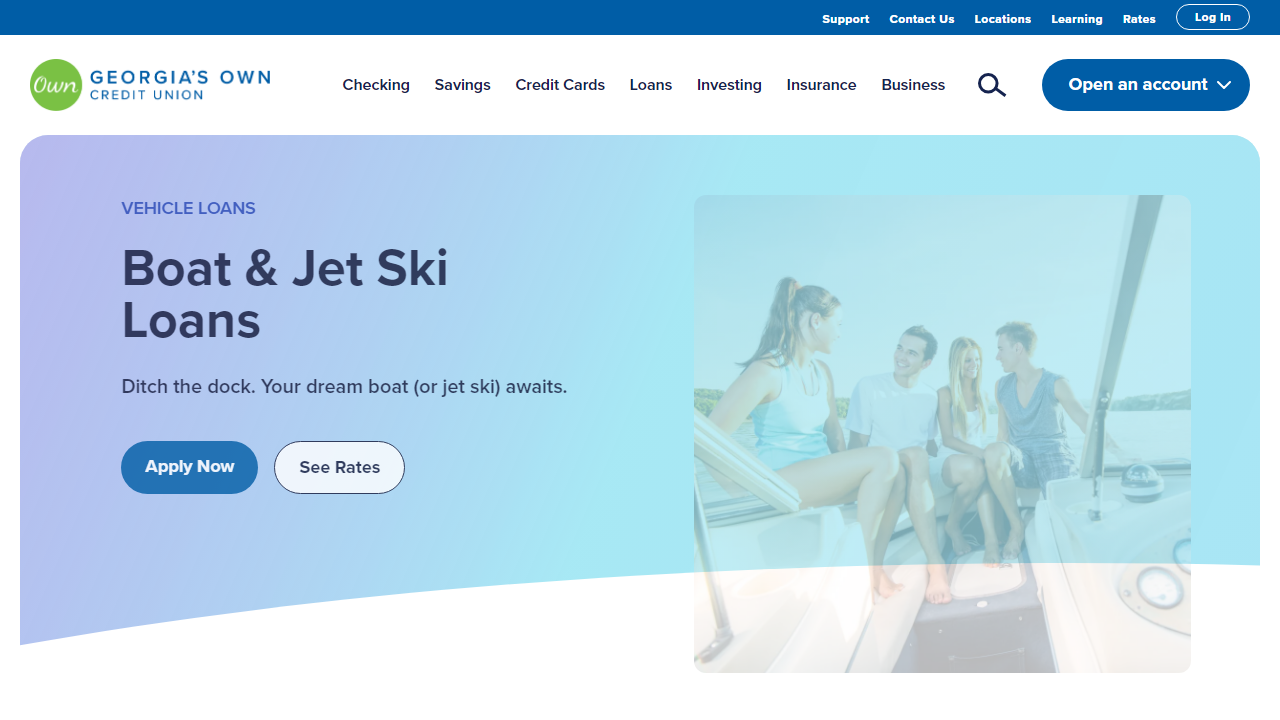 Support Contact Us Locations Learning Rates Log In
Own GEORGIA'S OWN
CREDIT UNION
Checking Savings Credit Cards Loans Investing Insurance Business Open an account
VEHICLE LOANS
Boat & Jet Ski
Loans
Ditch the dock. Your dream boat (or jet ski) awaits.
Apply Now See Rates